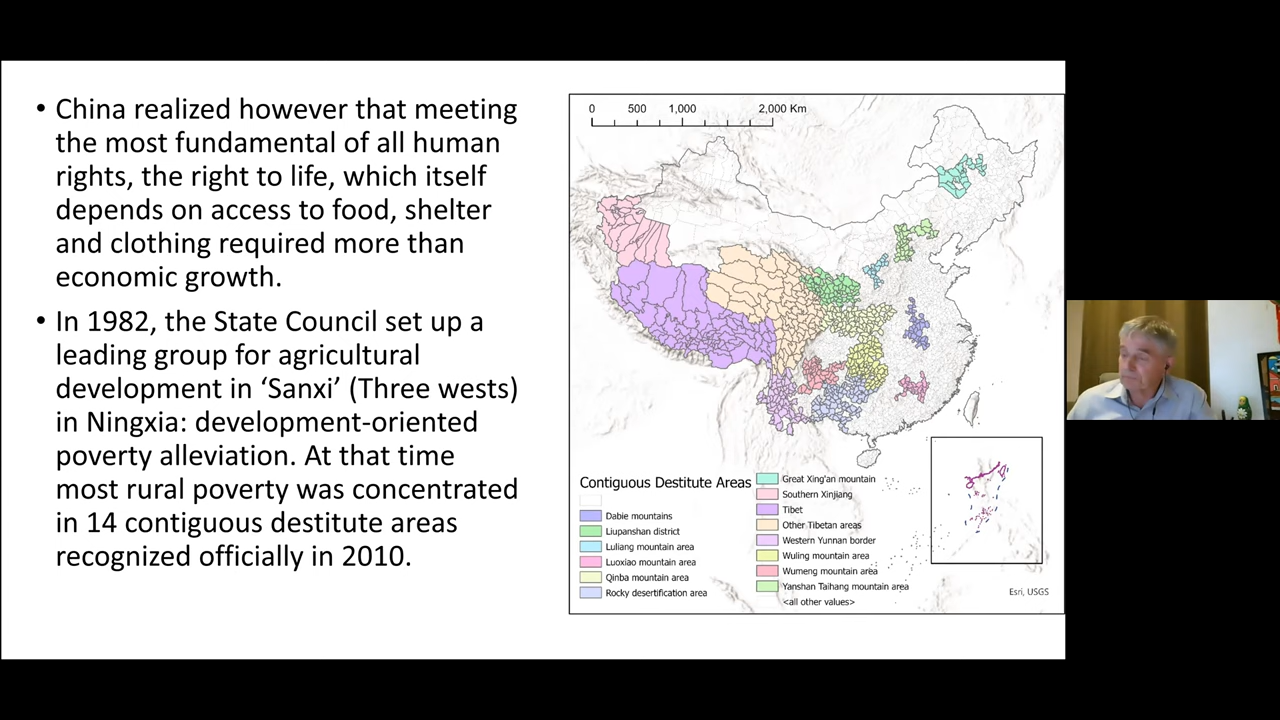 • China realized however that meeting
the most fundamental of all human
rights, the right to life, which itself
depends on access to food, shelter
and clothing required more than
economic growth.
• In 1982, the State Council set up a
leading group for agricultural
development in ‘Sanxi’ (Three wests)
in Ningxia: development-oriented
poverty alleviation. At that time
most rural poverty was concentrated
in 14 contiguous destitute areas
recognized officially in 2010.
0 500 1,000 2,000 Km
Contiguous Destitute Areas
Dabie mountains
Liupanshan district
Luliang mountain area
Luoxiao mountain area
Qinba mountain area
Rocky desertification area
Great Xing'an mountain
Southern Xinjiang
Tibet
Other Tibetan areas
Western Yunnan border
Wuling mountain area
Wumeng mountain area
Yanshan Taihang mountain area
<all other values>
Esri, USGS